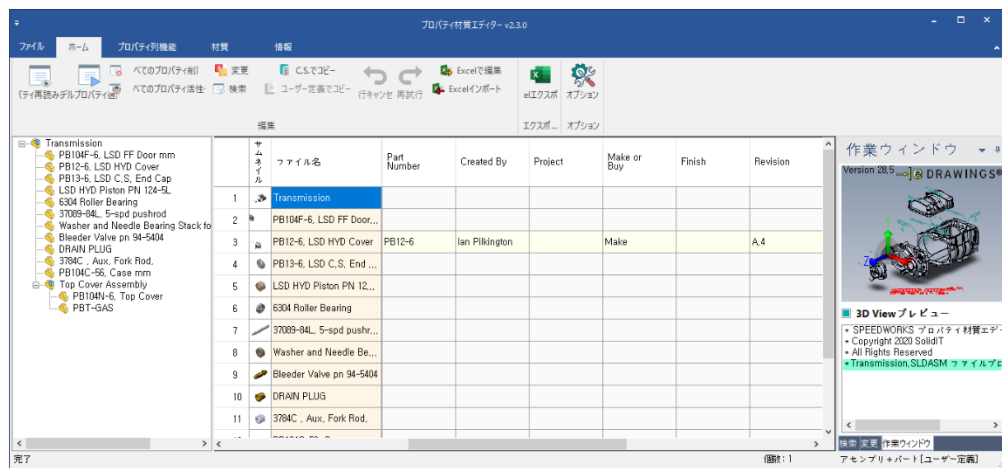 プロパティ材質エディター v2.3.0
ファイル ホーム プロパティ列機能 材質 情報
ティ再読み デルプロパティ返
べてのプロパティ削 変更
べてのプロパティ活性 検索
C.S.でコピー
ユーザー定義でコピー
行キャンセ 再試行
Excelで編集
Excelインポート
elエクスポ オプション
編集 エクスポ... オプション
Transmission
PB104F-6, LSD FF Door mm
PB12-6, LSD HYD Cover
PB13-6, LSD C,S, End Cap
LSD HYD Piston PN 124-5L
6304 Roller Bearing
37089-84L, 5-spd pushrod
Washer and Needle Bearing Stack fo
Bleeder Valve pn 94-5404
DRAIN PLUG
3784C , Aux, Fork Rod,
PB104C-56, Case mm
Top Cover Assembly
PB104N-6, Top Cover
PBT-GAS
サムネイル ファイル名 Part Number Created By Project Make or Buy Finish Revision
1 Transmission
2 PB104F-6, LSD FF Door,...
3 PB12-6, LSD HYD Cover PB12-6 Ian Pilkington Make A,4
4 PB13-6, LSD C,S, End ...
5 LSD HYD Piston PN 12,...
6 6304 Roller Bearing
7 37089-84L, 5-spd pushr,...
8 Washer and Needle Be,...
9 Bleeder Valve pn 94-5404
10 DRAIN PLUG
11 3784C , Aux, Fork Rod,
作業ウィンドウ
Version 28,5
eDRAWINGS®
Y
Z
3D Viewプレビュー
* SPEEDWORKS プロパティ材質エデ
* Copyright 2020 SolidIT
* All Rights Reserved
*Transmission,SLDASM ファイルプロ
検索 変更 作業ウィンドウ
完了 個数: 1 アセンブリ+パート[ユーザー定義]